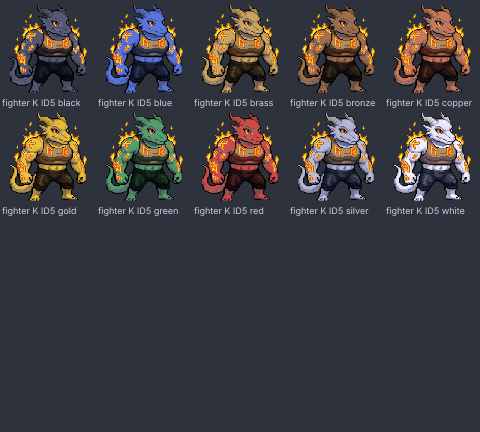 fighter K ID5 black
fighter K ID5 blue
fighter K ID5 brass
fighter K ID5 bronze
fighter K ID5 copper
fighter K ID5 gold
fighter K ID5 green
fighter K ID5 red
fighter K ID5 silver
fighter K ID5 white